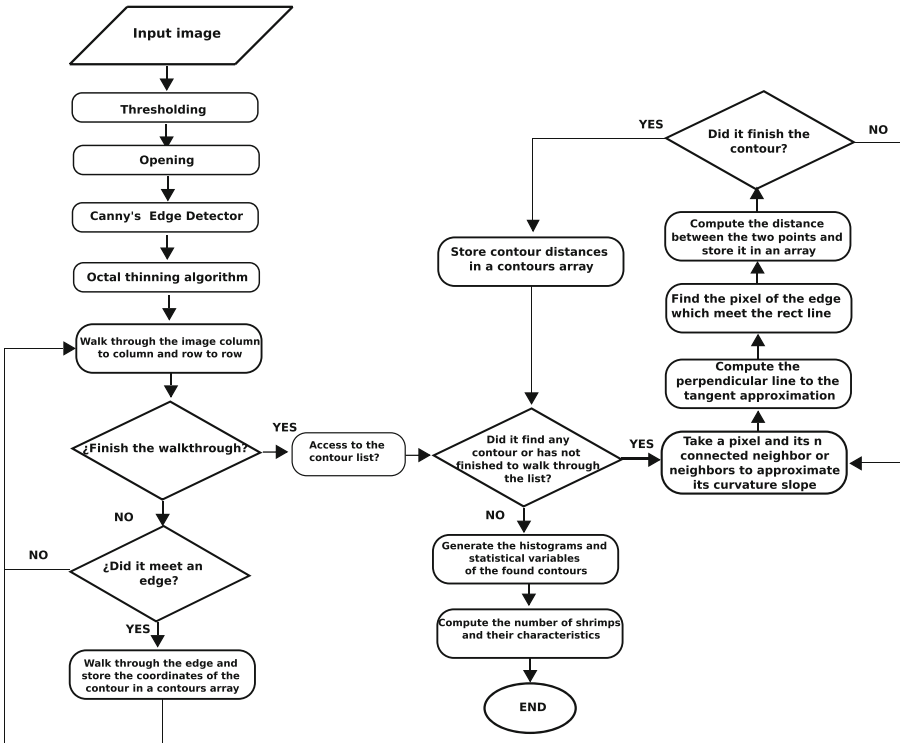 Input image
Thresholding
Opening
Canny's  Edge Detector
Octal thinning algorithm
Walk through the image column
to column and row to row
¿Finish the walkthrough?
YES
NO
¿Did it meet an
edge?
NO
YES
Walk through the edge and
store the coordinates of the
contour in a contours array
Access to the
contour list?
Did it find any
contour or has not
finished to walk through
the list?
YES
NO
Generate the histograms and
statistical variables
of the found contours
Compute the number of shrimps
and their characteristics
END
Take a pixel and its n
connected neighbor or
neighbors to approximate
its curvature slope
Compute the
perpendicular line to the
tangent approximation
Find the pixel of the edge
which meet the rect line
Compute the distance
between the two points and
store it in an array
Did it finish the
contour?
YES
NO
Store contour distances
in a contours array